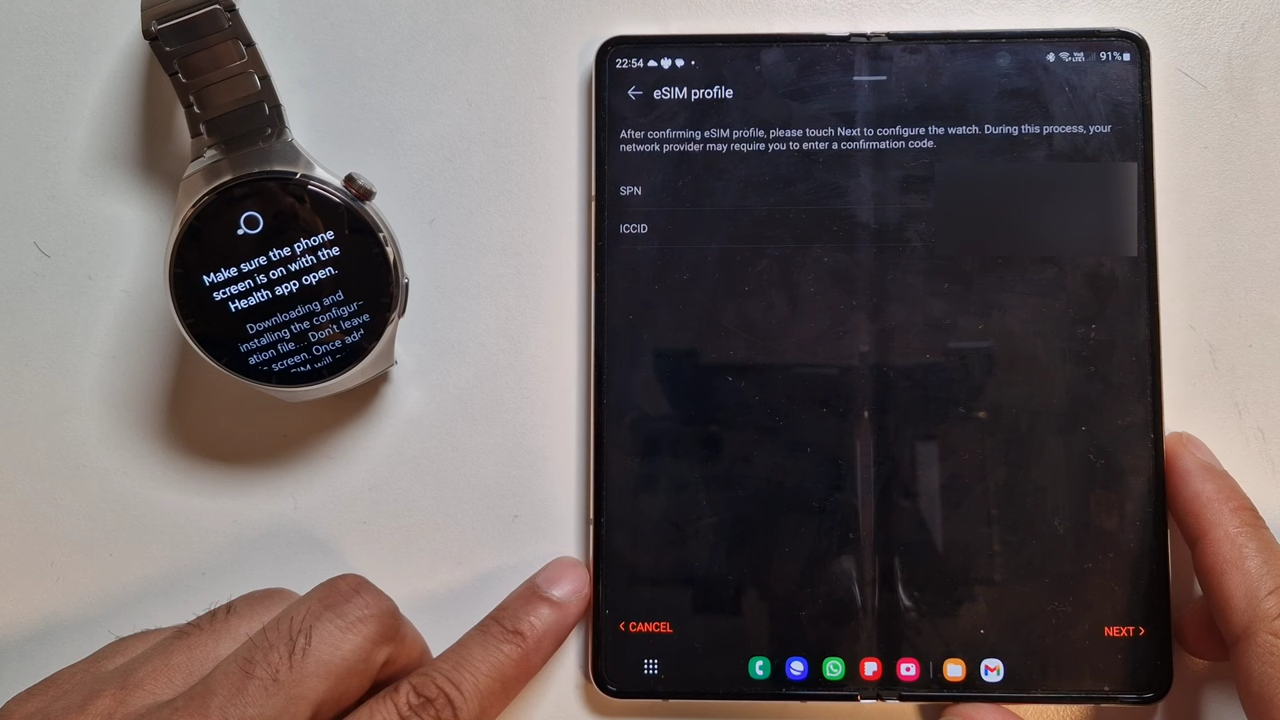 Make sure the phone
screen is on with the
Health app open.
Downloading and
installing the configur-
ation file... Don't leave
screen. Once
22:54
91%
eSIM profile
After confirming eSIM profile, please touch Next to configure the watch. During this process, your
network provider may require you to enter a confirmation code.
SPN
ICCID
CANCEL
NEXT